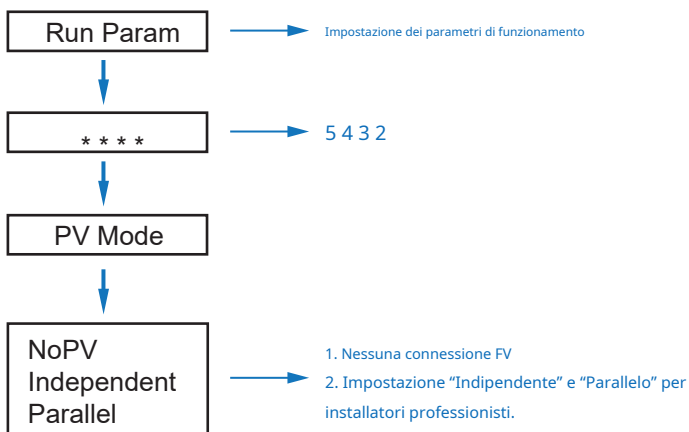 Run Param
Impostazione dei parametri di funzionamento
* * * *
5 4 3 2
PV Mode
NoPV
Independent
Parallel
1. Nessuna connessione FV
2. Impostazione “Indipendente” e “Parallelo” per
installatori professionisti.